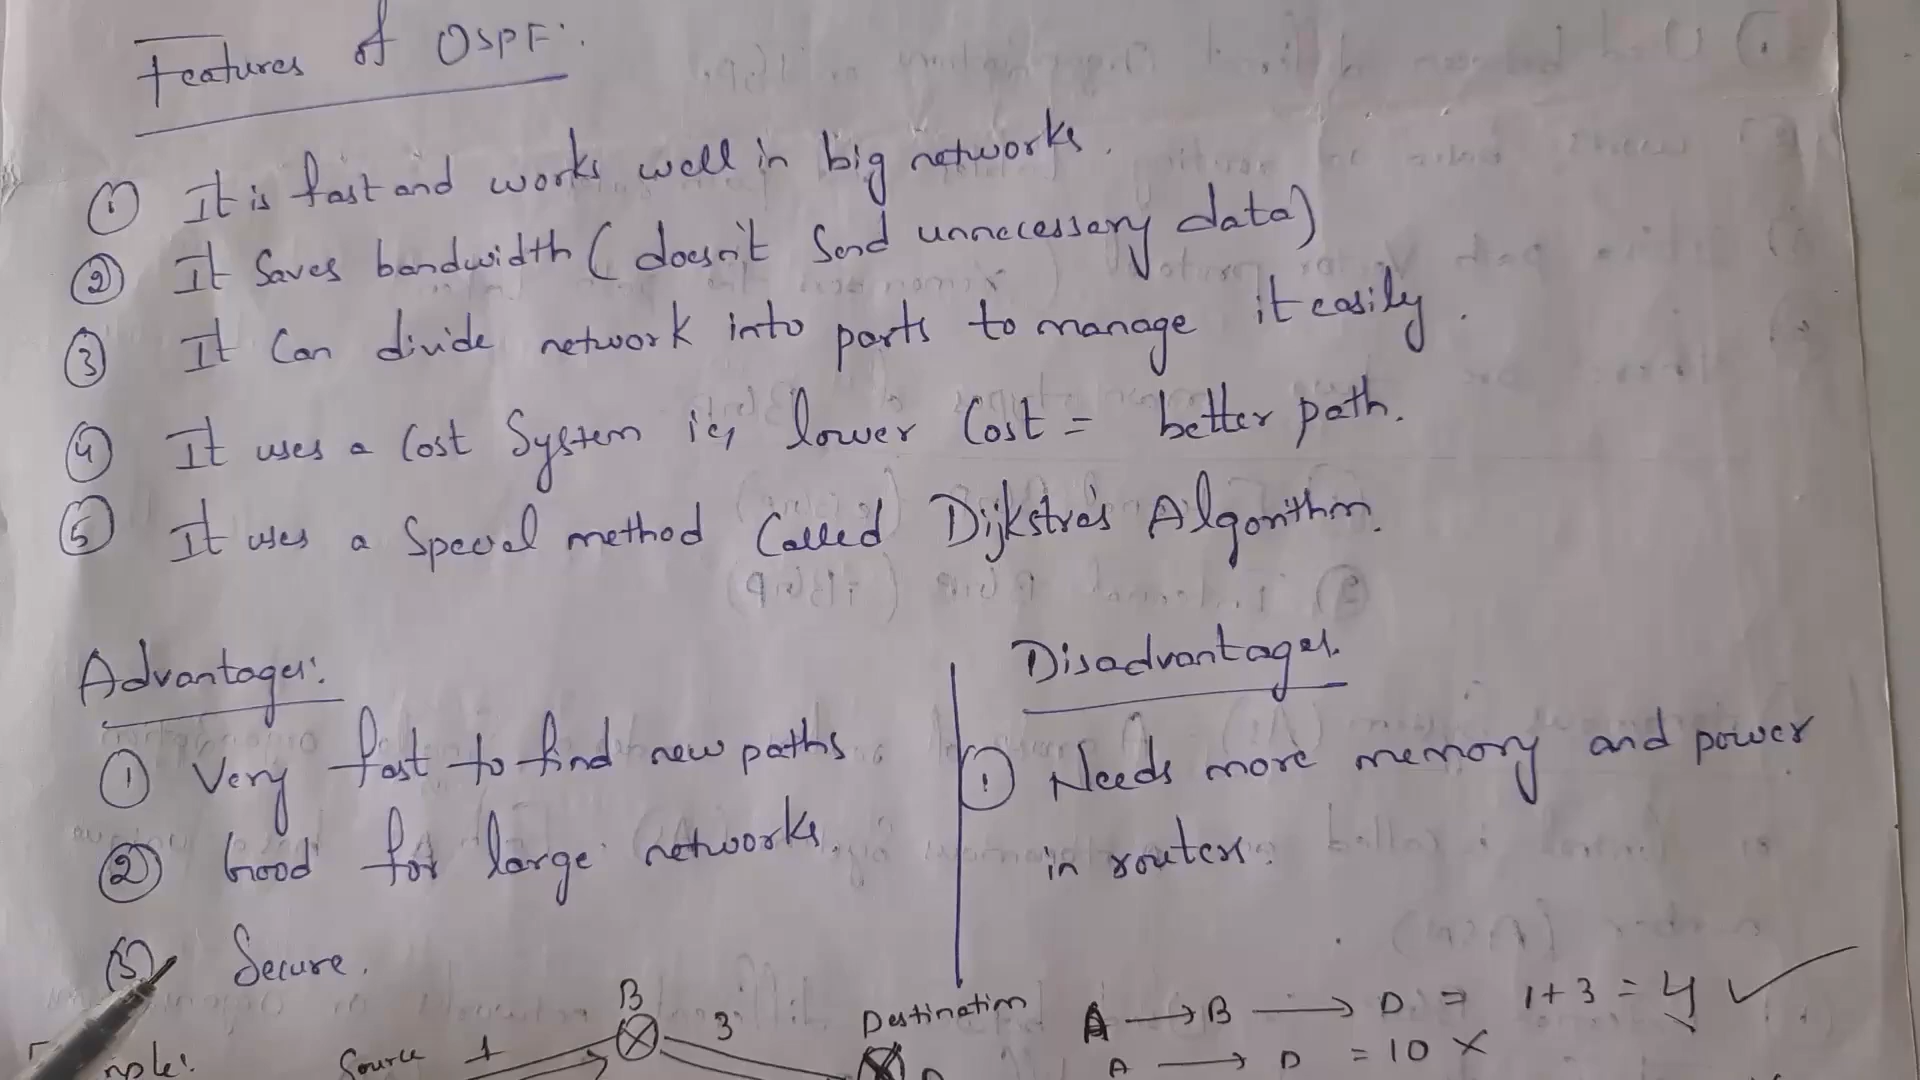 Features of OSPF:
① It is fast and works well in big networks.
② It Saves bandwidth (doesn't Send unnecessary data)
③ It Can divide network into parts to manage it easily.
④ It uses a Cost System ie, lower Cost = better path.
⑤ It uses a Special method Called Dijkstra's Algorithm.
Advantages:
① Very fast to find new paths.
② Good for large networks.
③ Secure.
Disadvantages.
① Needs more memory and power
in routers.
Source 1 B 3 Destination
D
A → B → D = 1+3 = 4 ✓
A → D = 10 ×